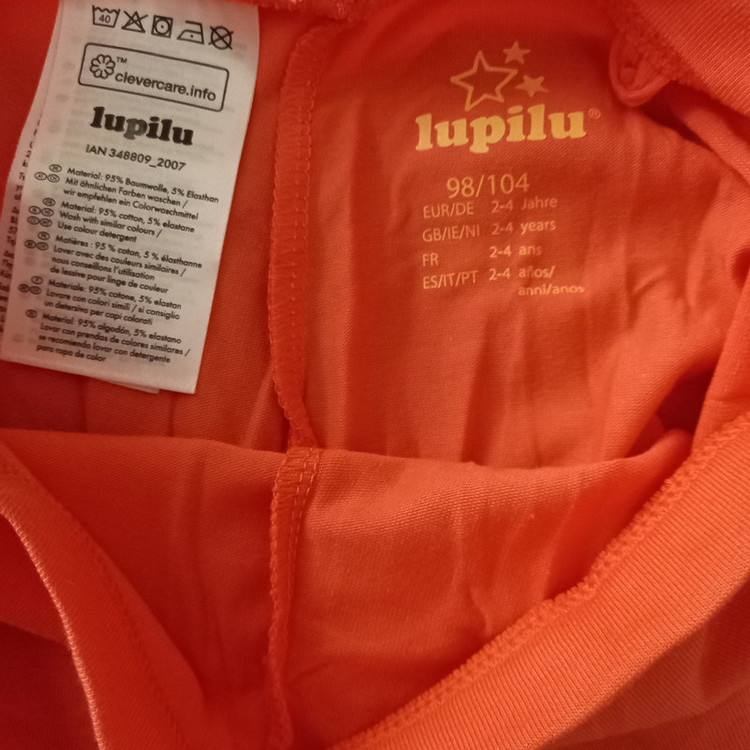 40
clevercare.info
™
lupilu
IAN 348809_2007
Material: 95% Baumwolle, 5% Elasthan
Mit ähnlichen Farben waschen /
wir empfehlen ein Colorwaschmittel
Material: 95% cotton, 5% elastane
Wash with similar colours /
Use colour detergent
Matières : 95 % coton, 5 % élasthanne
Laver avec des couleurs similaires /
nous conseillons l'utilisation
de lessive pour linge de couleur
Materiale: 95% cotone, 5% elastan
Lavare con colori simili / si consiglia
un detersivo per capi colorati
Material: 95% algodón, 5% elastano
Lavar con prendas de colores similares /
se recomienda lavar con detergente
para ropa de color
lupilu®
98/104
EUR/DE 2-4 Jahre
GB/IE/NI 2-4 years
FR 2-4 ans
ES/IT/PT 2-4 años/
anni/anos